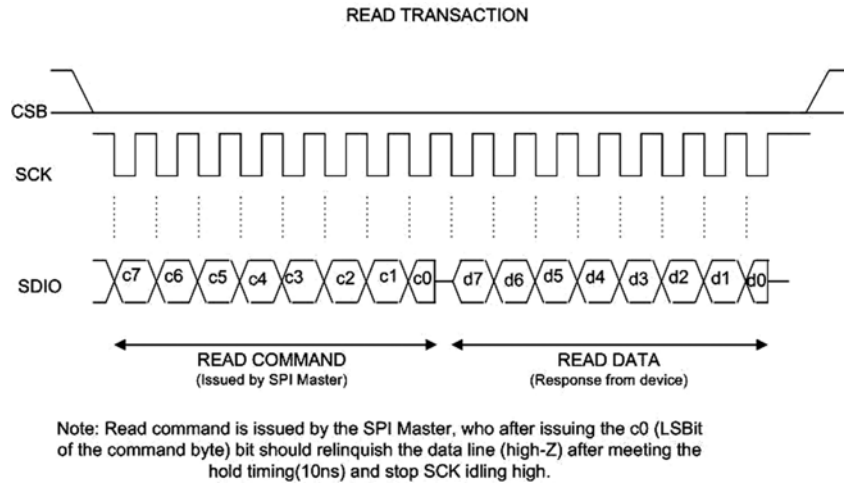 READ TRANSACTION
CSB
SCK
SDIO
c7 c6 c5 c4 c3 c2 c1 c0 d7 d6 d5 d4 d3 d2 d1 d0
READ COMMAND READ DATA
(Issued by SPI Master) (Response from device)
Note: Read command is issued by the SPI Master, who after issuing the c0 (LSBit
of the command byte) bit should relinquish the data line (high-Z) after meeting the
hold timing(10ns) and stop SCK idling high.